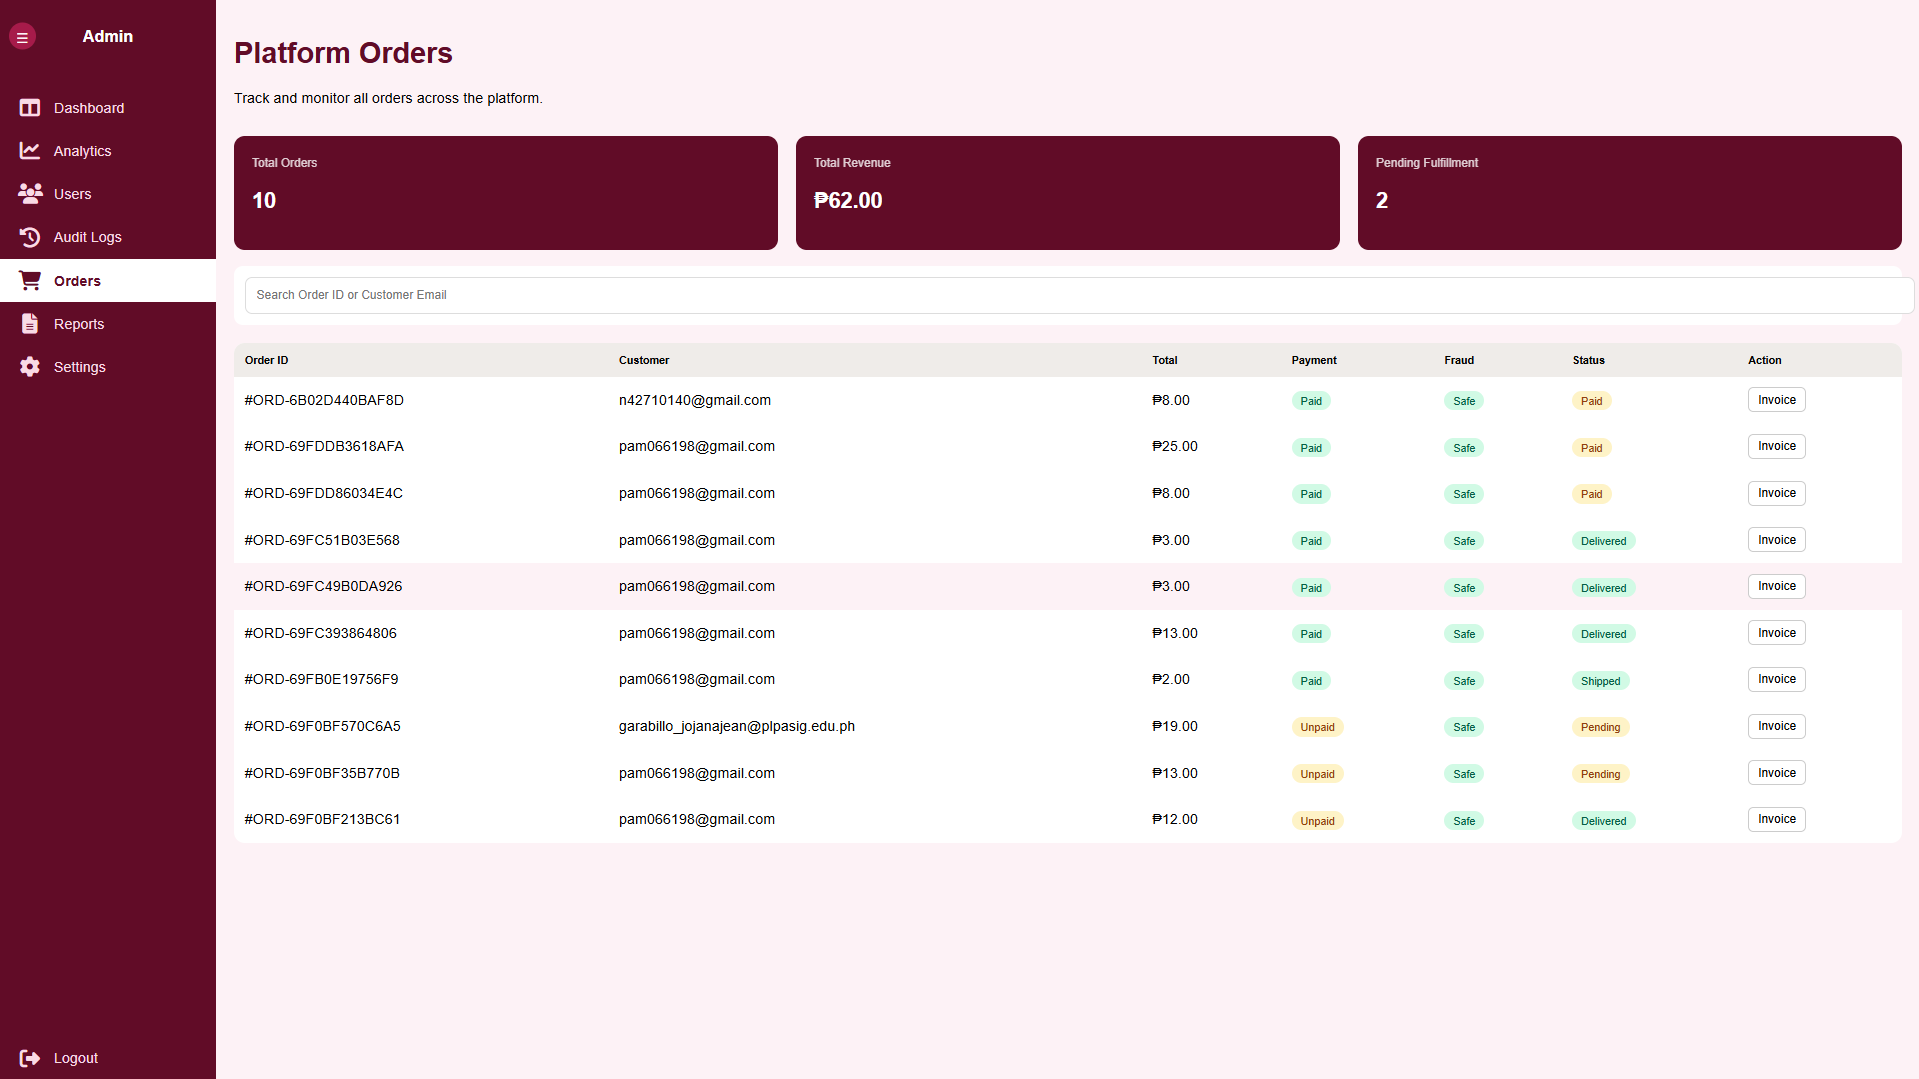 Admin
Dashboard
Analytics
Users
Audit Logs
Orders
Reports
Settings
Logout
Platform Orders
Track and monitor all orders across the platform.
Total Orders
10
Total Revenue
₱62.00
Pending Fulfillment
2
Search Order ID or Customer Email
Order ID Customer Total Payment Fraud Status Action
#ORD-6B02D440BAF8D n42710140@gmail.com ₱8.00 Paid Safe Paid Invoice
#ORD-69FDDB3618AFA pam066198@gmail.com ₱25.00 Paid Safe Paid Invoice
#ORD-69FDD86034E4C pam066198@gmail.com ₱8.00 Paid Safe Paid Invoice
#ORD-69FC51B03E568 pam066198@gmail.com ₱3.00 Paid Safe Delivered Invoice
#ORD-69FC49B0DA926 pam066198@gmail.com ₱3.00 Paid Safe Delivered Invoice
#ORD-69FC393864806 pam066198@gmail.com ₱13.00 Paid Safe Delivered Invoice
#ORD-69FB0E19756F9 pam066198@gmail.com ₱2.00 Paid Safe Shipped Invoice
#ORD-69F0BF570C6A5 garabillo_jojanajean@plpasig.edu.ph ₱19.00 Unpaid Safe Pending Invoice
#ORD-69F0BF35B770B pam066198@gmail.com ₱13.00 Unpaid Safe Pending Invoice
#ORD-69F0BF213BC61 pam066198@gmail.com ₱12.00 Unpaid Safe Delivered Invoice